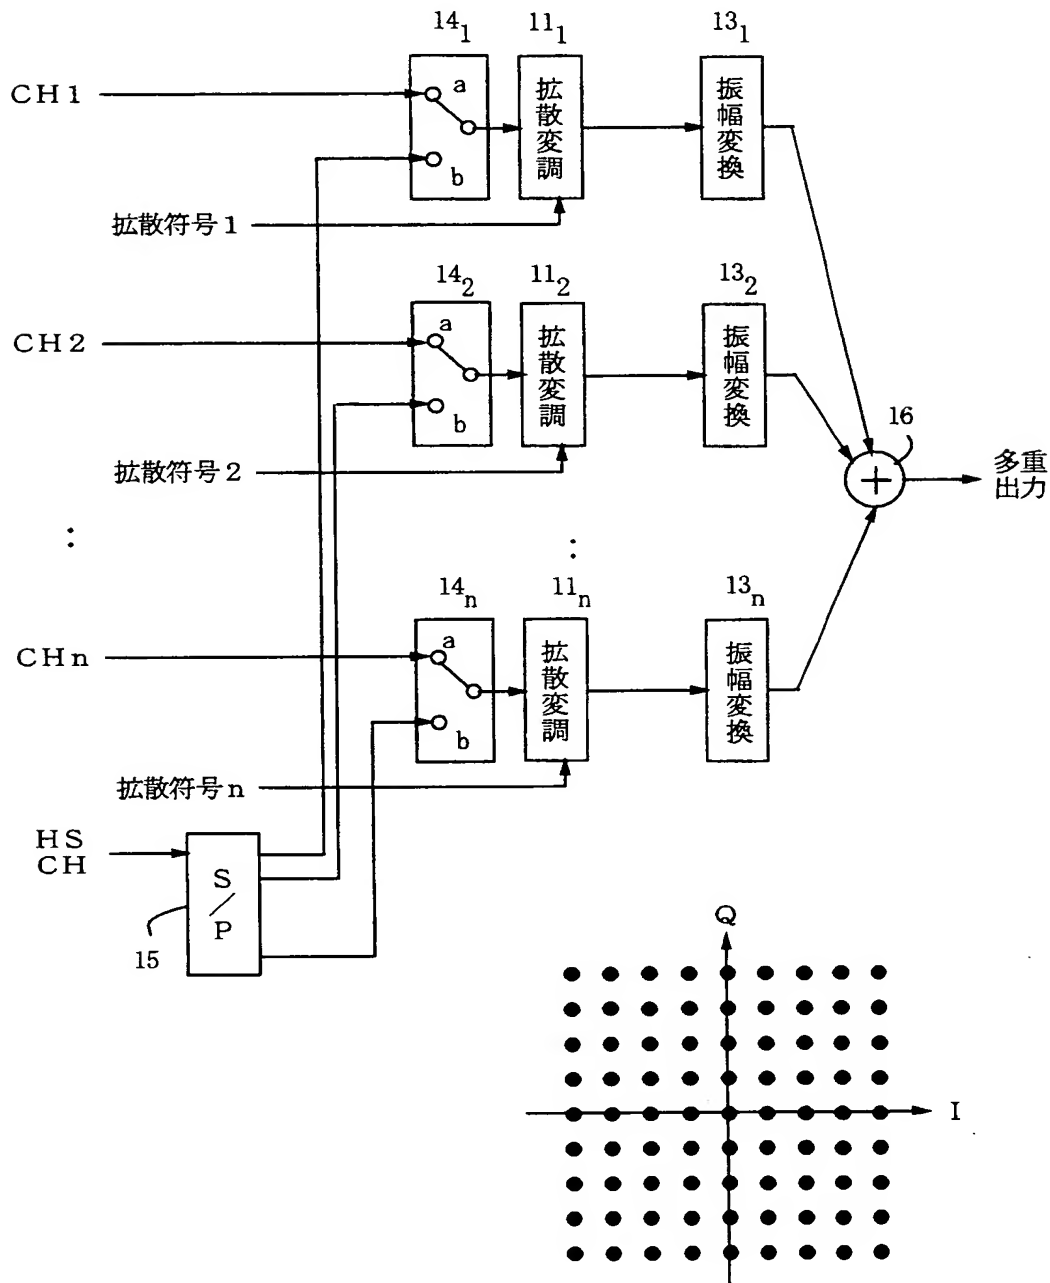 14₁ 11₁ 13₁
CH1
a
b
拡散変調
振幅変換
拡散符号1
14₂ 11₂ 13₂
CH2
a
b
拡散変調
振幅変換
16
+
多重
出力
拡散符号2
:
:
14ₙ 11ₙ 13ₙ
CHn
a
b
拡散変調
振幅変換
拡散符号n
HS
CH
S
/
P
15
Q
I